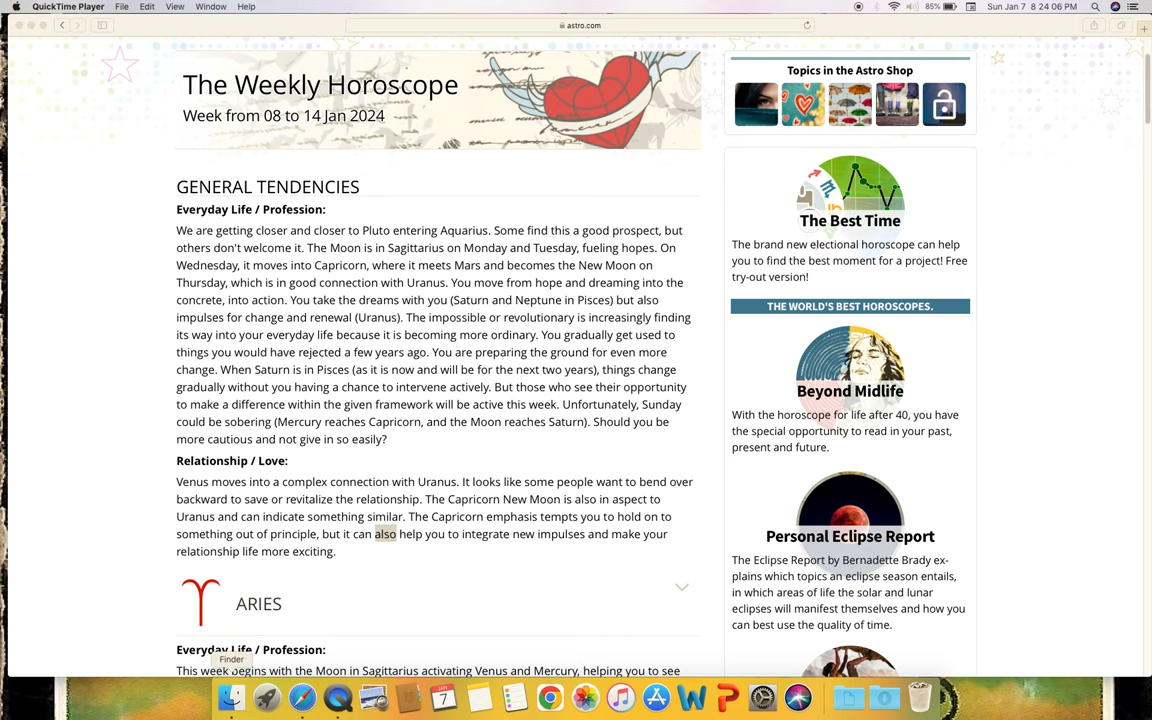 QuickTime Player File Edit View Window Help 85% Sun Jan 7 8 24 06 PM
astro.com
The Weekly Horoscope
Week from 08 to 14 Jan 2024
GENERAL TENDENCIES
Everyday Life / Profession:
We are getting closer and closer to Pluto entering Aquarius. Some find this a good prospect, but
others don't welcome it. The Moon is in Sagittarius on Monday and Tuesday, fueling hopes. On
Wednesday, it moves into Capricorn, where it meets Mars and becomes the New Moon on
Thursday, which is in good connection with Uranus. You move from hope and dreaming into the
concrete, into action. You take the dreams with you (Saturn and Neptune in Pisces) but also
impulses for change and renewal (Uranus). The impossible or revolutionary is increasingly finding
its way into your everyday life because it is becoming more ordinary. You gradually get used to
things you would have rejected a few years ago. You are preparing the ground for even more
change. When Saturn is in Pisces (as it is now and will be for the next two years), things change
gradually without you having a chance to intervene actively. But those who see their opportunity
to make a difference within the given framework will be active this week. Unfortunately, Sunday
could be sobering (Mercury reaches Capricorn, and the Moon reaches Saturn). Should you be
more cautious and not give in so easily?
Relationship / Love:
Venus moves into a complex connection with Uranus. It looks like some people want to bend over
backward to save or revitalize the relationship. The Capricorn New Moon is also in aspect to
Uranus and can indicate something similar. The Capricorn emphasis tempts you to hold on to
something out of principle, but it can also help you to integrate new impulses and make your
relationship life more exciting.
ARIES
Everyday Life / Profession:
This week begins with the Moon in Sagittarius activating Venus and Mercury, helping you to see
Topics in the Astro Shop
The Best Time
The brand new electional horoscope can help
you to find the best moment for a project! Free
try-out version!
THE WORLD'S BEST HOROSCOPES.
Beyond Midlife
With the horoscope for life after 40, you have
the special opportunity to read in your past,
present and future.
Personal Eclipse Report
The Eclipse Report by Bernadette Brady ex-
plains which topics an eclipse season entails,
in which areas of life the solar and lunar
eclipses will manifest themselves and how you
can best use the quality of time.
Finder
JAN
7